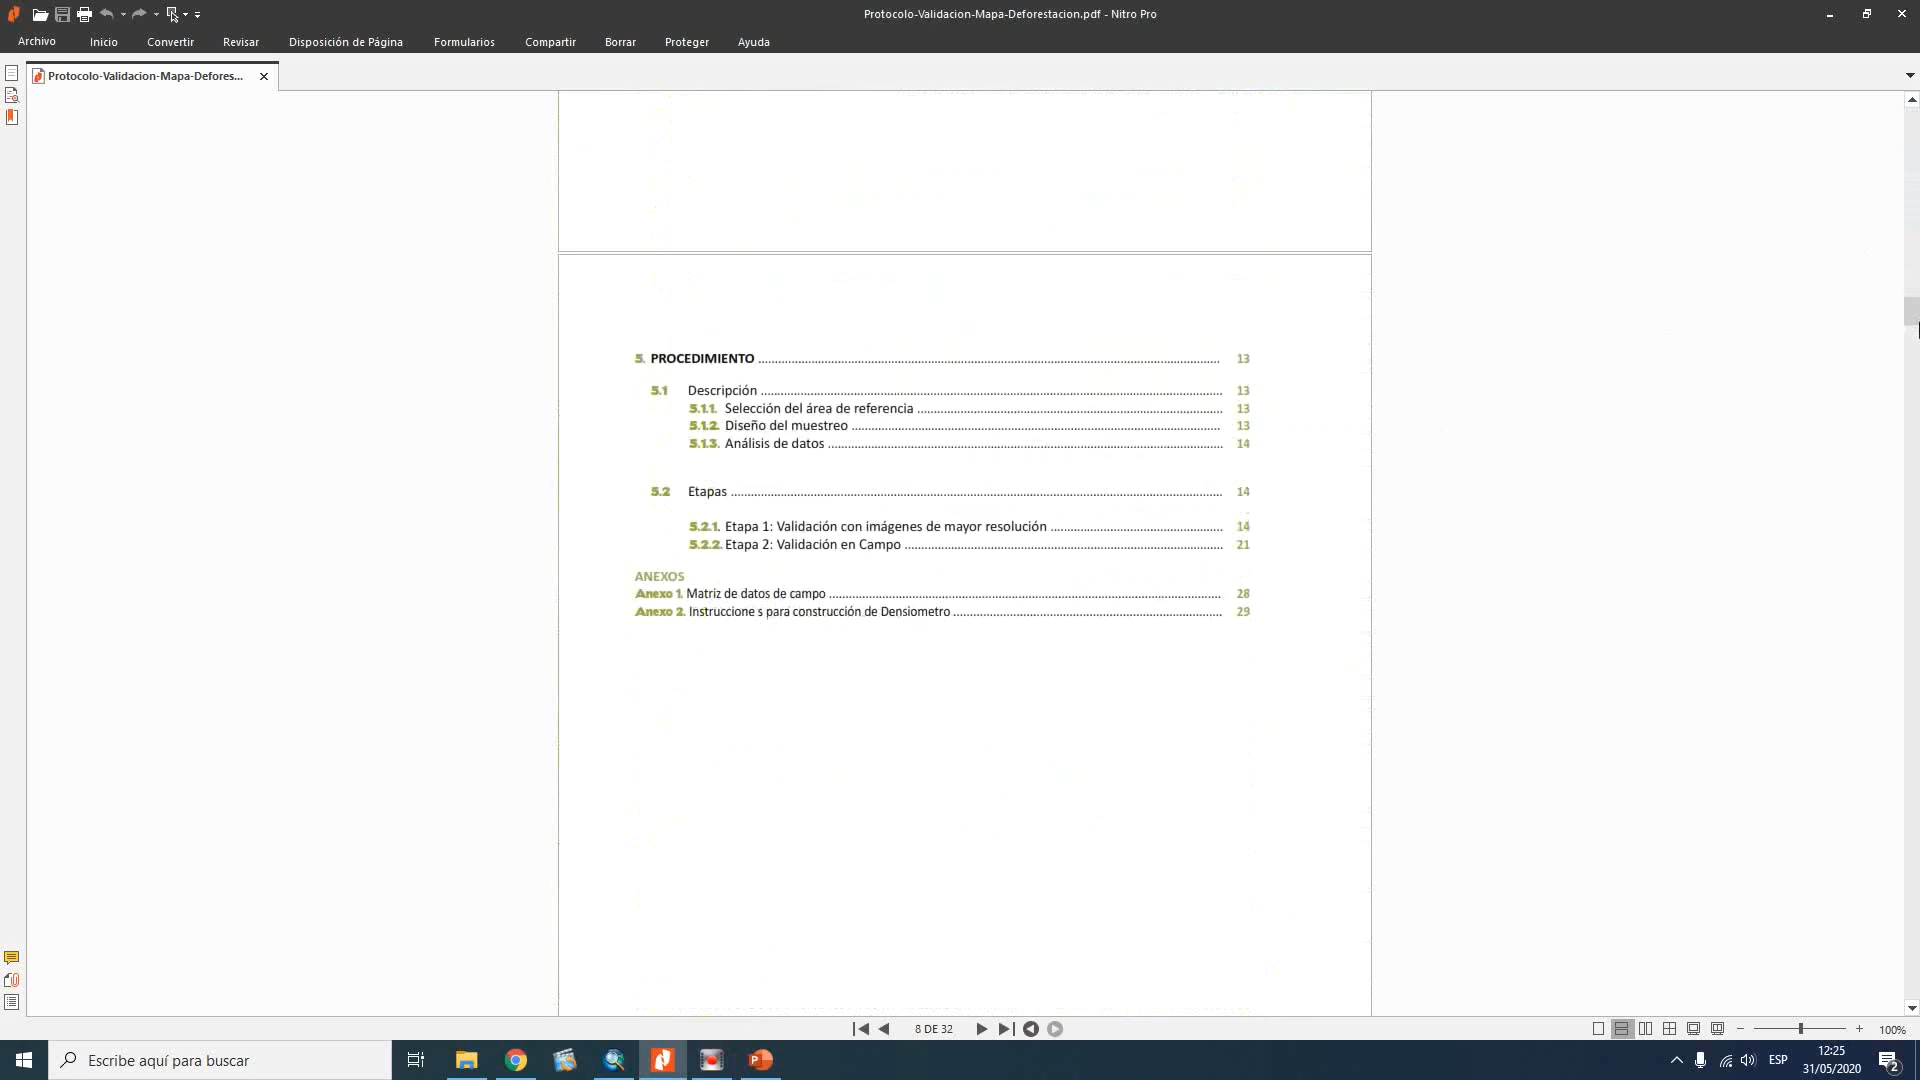 Protocolo-Validacion-Mapa-Deforestacion.pdf - Nitro Pro
Archivo Inicio Convertir Revisar Disposición de Página Formularios Compartir Borrar Proteger Ayuda
Protocolo-Validacion-Mapa-Defores...
5. PROCEDIMIENTO ........ 13
5.1 Descripción ........ 13
5.1.1. Selección del área de referencia ........ 13
5.1.2. Diseño del muestreo ........ 13
5.1.3. Análisis de datos ........ 14
5.2 Etapas ........ 14
5.2.1. Etapa 1: Validación con imágenes de mayor resolución ........ 14
5.2.2. Etapa 2: Validación en Campo ........ 21
ANEXOS
Anexo 1. Matriz de datos de campo ........ 28
Anexo 2. Instruccione s para construcción de Densiometro ........ 29
8 DE 32
100%
Escribe aquí para buscar
ESP
12:25
31/05/2020
2